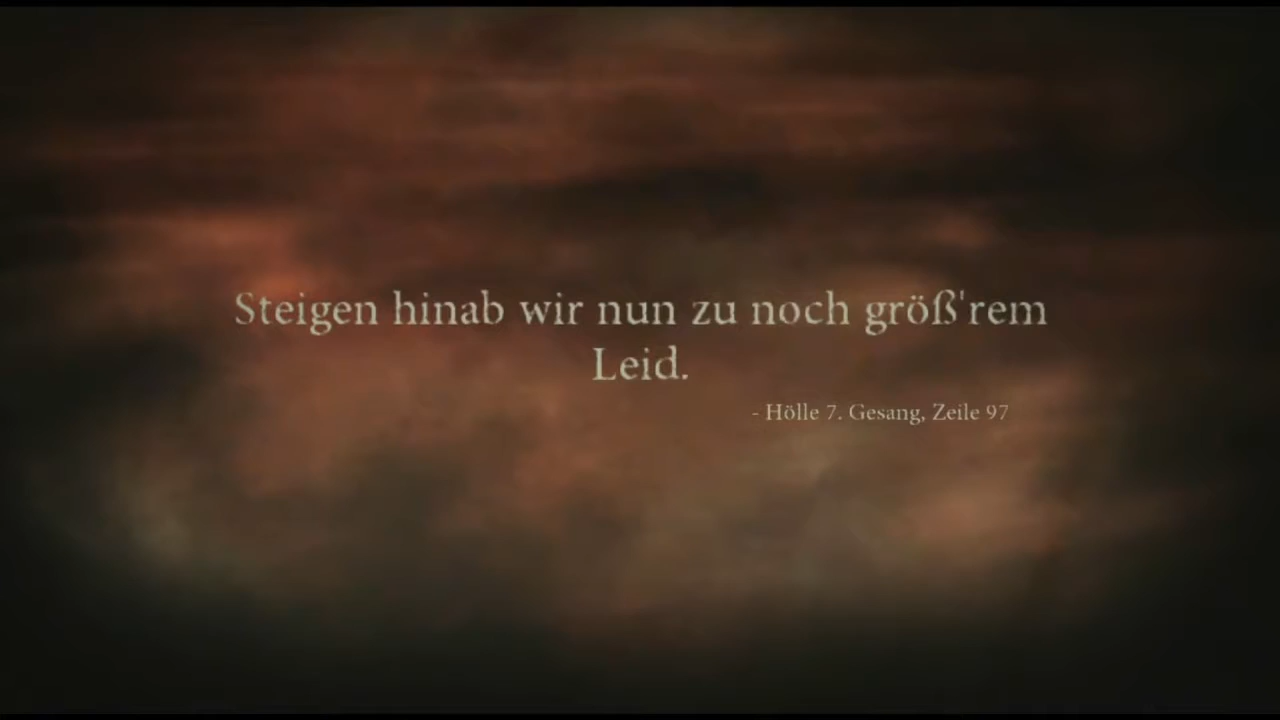 Steigen hinab wir nun zu noch größ'rem
Leid.
- Hölle 7. Gesang, Zeile 97